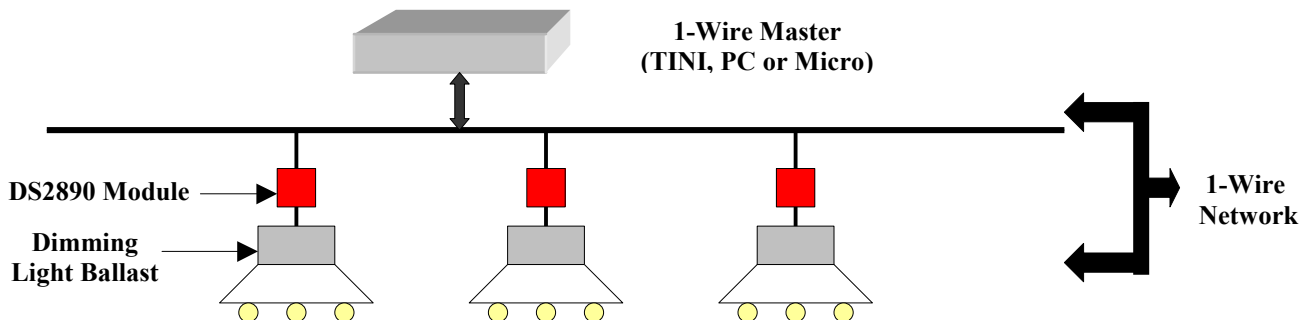 1-Wire Master
(TINI, PC or Micro)
DS2890 Module
Dimming
Light Ballast
1-Wire
Network